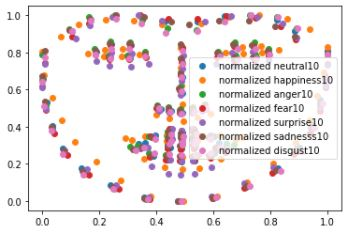 1.0
0.8
0.6
0.4
0.2
0.0
normalized neutral10
normalized happiness10
normalized anger10
normalized fear10
normalized surprise10
normalized sadness10
normalized disgust10
0.0 0.2 0.4 0.6 0.8 1.0